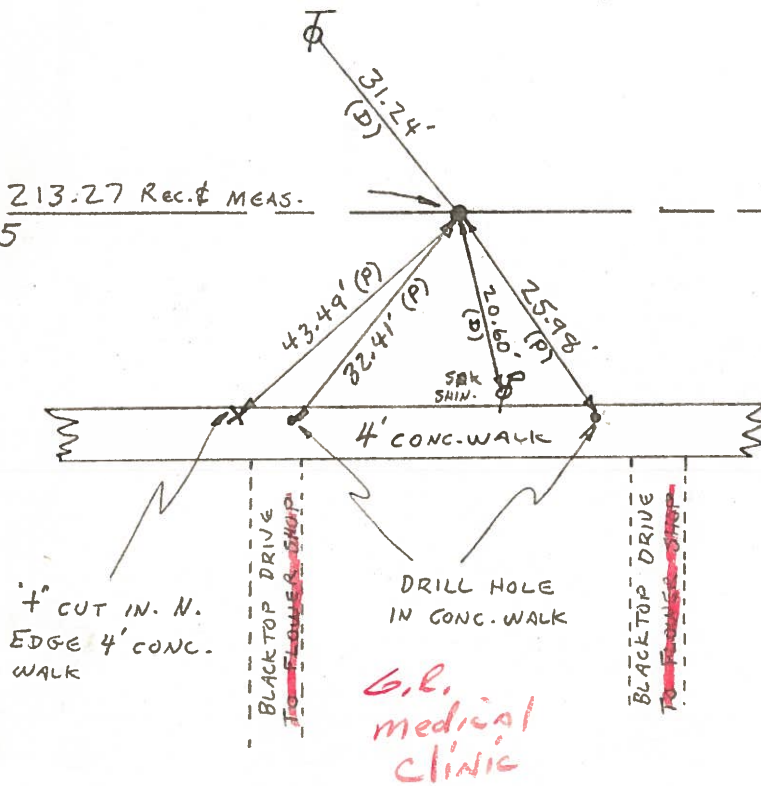 31.24'
(D)
213.27 Rec. & MEAS.
5
43.49' (P)
32.41' (P)
20.60'
(D)
25.98'
(P)
SPK
SHIN.
4' CONC. WALK
"+" CUT IN. N.
EDGE 4' CONC.
WALK
BLACKTOP DRIVE
TO FLOWER SHOP
DRILL HOLE
IN CONC. WALK
BLACKTOP DRIVE
TO FLOWER SHOP
G.R.
medical
clinic